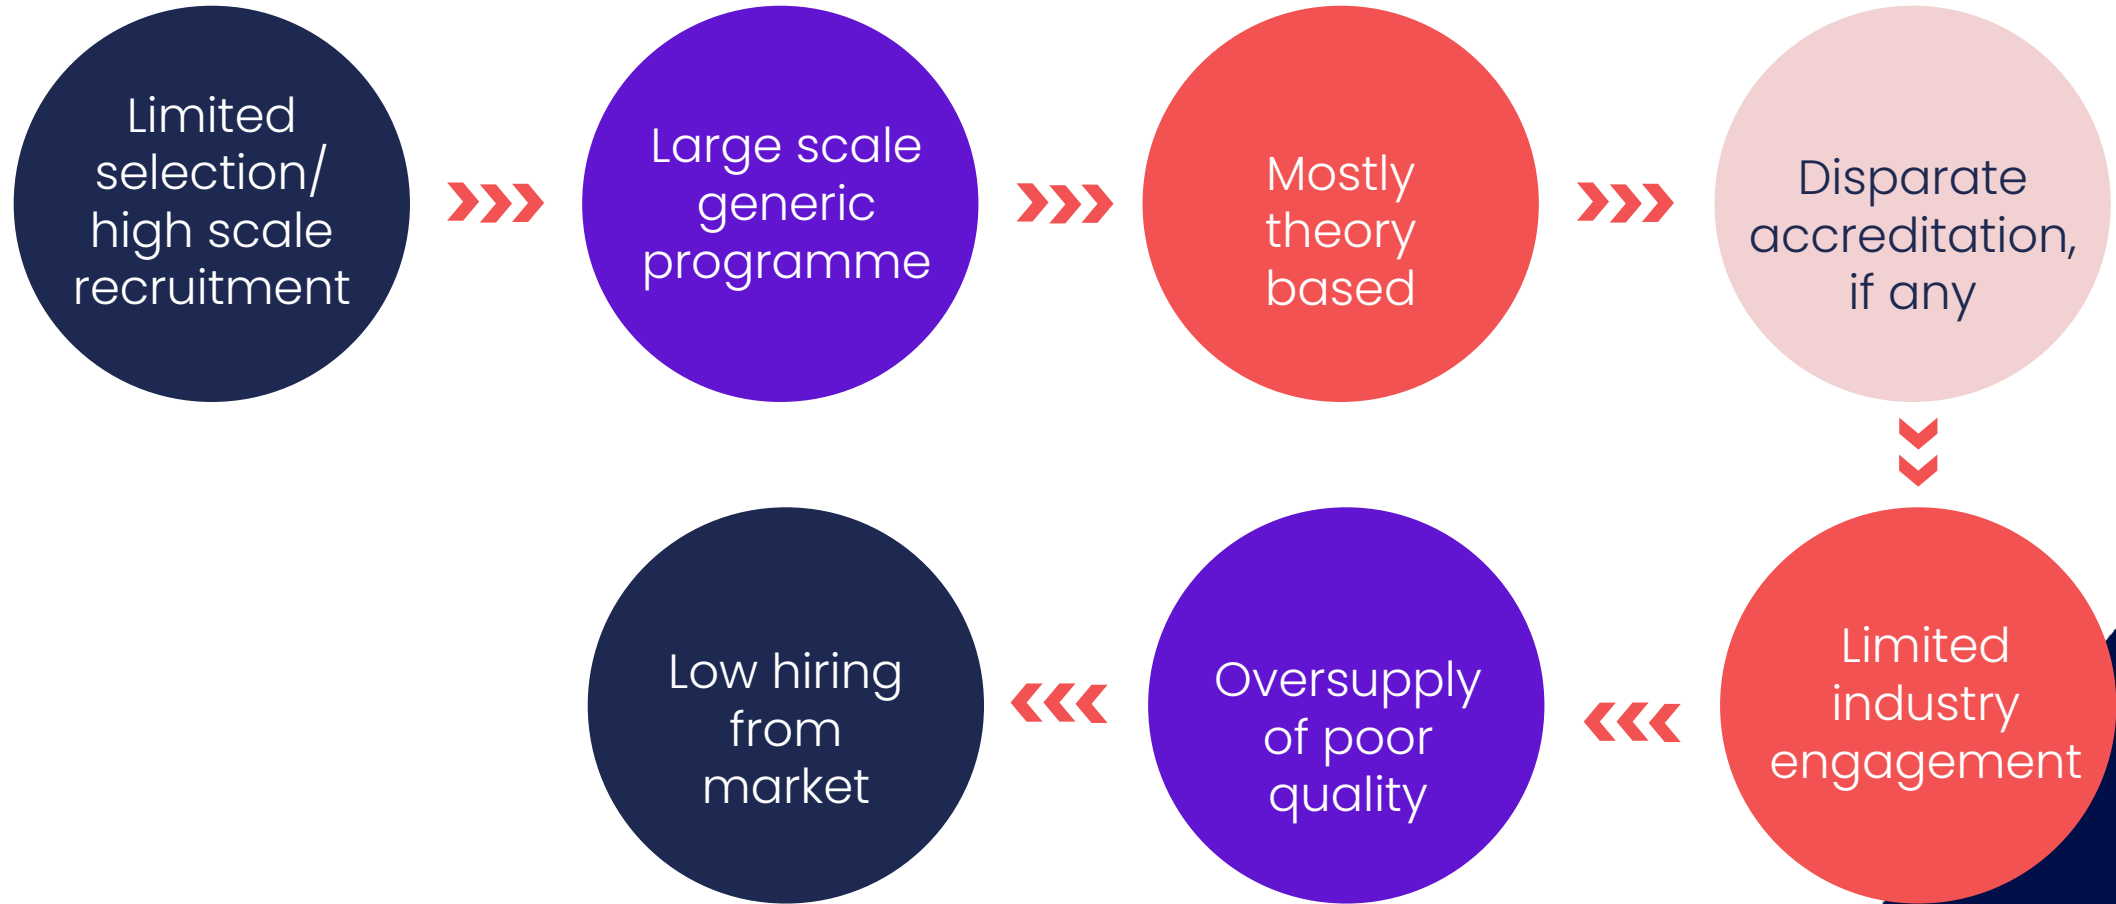 Limited
selection/
high scale
recruitment
Large scale
generic
programme
Mostly
theory
based
Disparate
accreditation,
if any
Limited
industry
engagement
Oversupply
of poor
quality
Low hiring
from
market